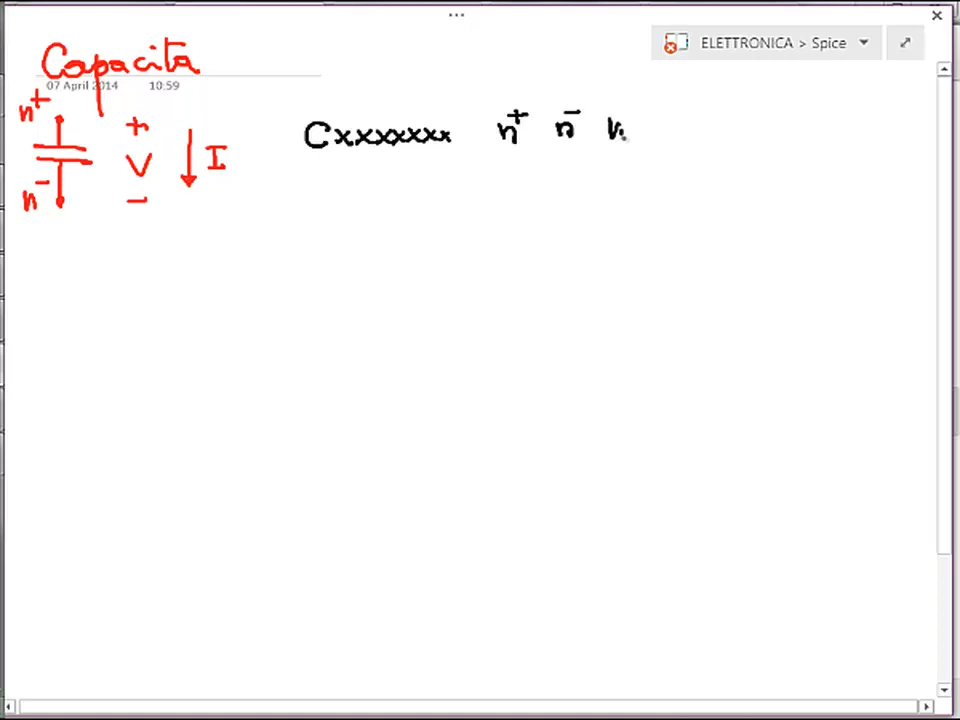 ...
ELETTRONICA > Spice
Capacita
07 April 2014 10:59
n+
+
Cxxxxxxx n+ n-
V
I
n-
-